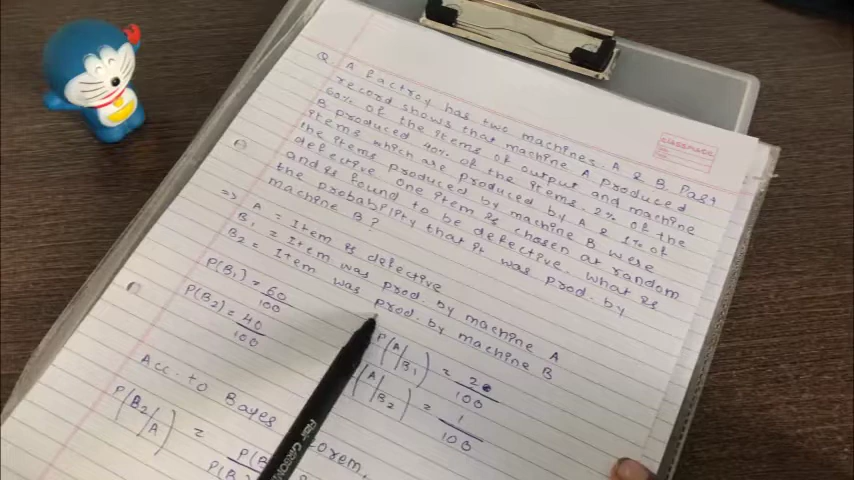 Q. A factroy has two machines A & B Past
record shows that machine A produced
60% of the items of output and machine
B produced 40% of the items. 2% of the
items which are produced by A & 1% of
the items produced by machine B were
defective. One item is chosen at random
and is found to be defective. What is
the probability that it was prod. by
machine B?
⇒ A = Item is defective
B₁ = Item was prod. by machine A
B₂ = Item was prod. by machine B
P(B₁) = 60/100
P(B₂) = 40/100
P(A/B₁) = 2/100
(A/B₂) = 1/100
Acc. to Bayes
orem.
P(B₂/A) =
classmate